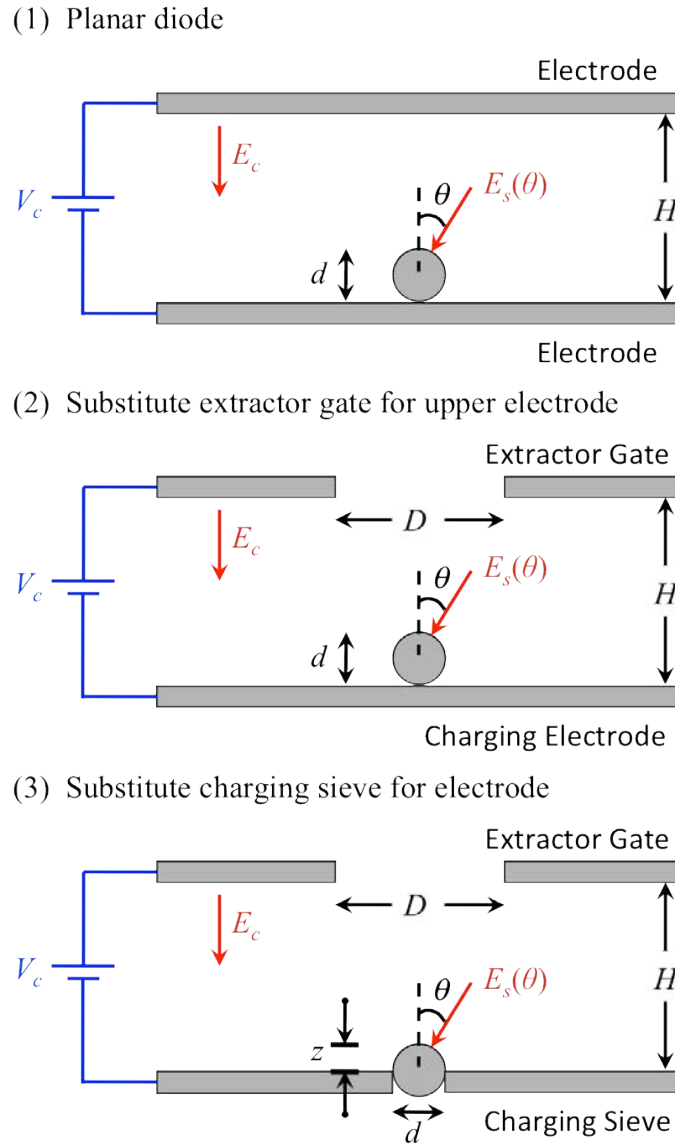 (1) Planar diode
Electrode
E_c
θ
E_s(θ)
V_c
H
d
Electrode
(2) Substitute extractor gate for upper electrode
Extractor Gate
D
E_c
θ
E_s(θ)
V_c
H
d
Charging Electrode
(3) Substitute charging sieve for electrode
Extractor Gate
D
E_c
V_c
θ
E_s(θ)
H
z
d
Charging Sieve